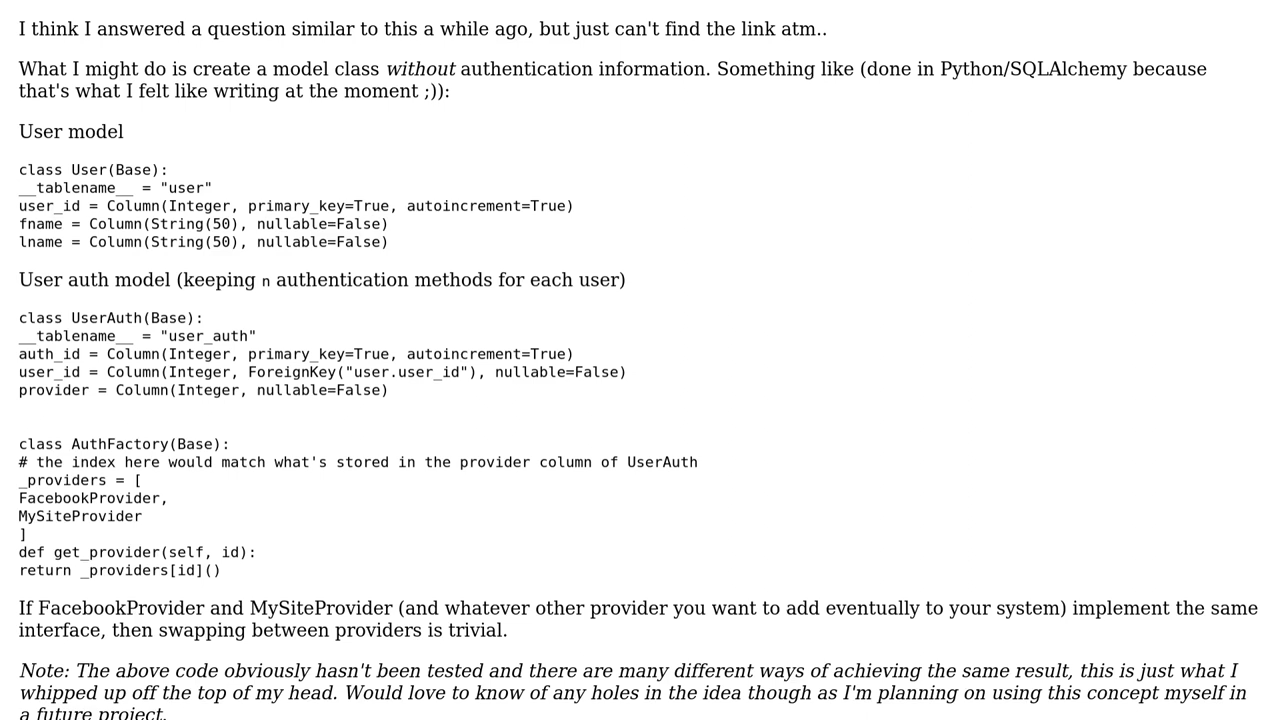 I think I answered a question similar to this a while ago, but just can't find the link atm..
What I might do is create a model class without authentication information. Something like (done in Python/SQLAlchemy because
that's what I felt like writing at the moment ;)):
User model
class User(Base):
__tablename__ = "user"
user_id = Column(Integer, primary_key=True, autoincrement=True)
fname = Column(String(50), nullable=False)
lname = Column(String(50), nullable=False)
User auth model (keeping n authentication methods for each user)
class UserAuth(Base):
__tablename__ = "user_auth"
auth_id = Column(Integer, primary_key=True, autoincrement=True)
user_id = Column(Integer, ForeignKey("user.user_id"), nullable=False)
provider = Column(Integer, nullable=False)
class AuthFactory(Base):
# the index here would match what's stored in the provider column of UserAuth
_providers = [
FacebookProvider,
MySiteProvider
]
def get_provider(self, id):
return _providers[id]()
If FacebookProvider and MySiteProvider (and whatever other provider you want to add eventually to your system) implement the same
interface, then swapping between providers is trivial.
Note: The above code obviously hasn't been tested and there are many different ways of achieving the same result, this is just what I
whipped up off the top of my head. Would love to know of any holes in the idea though as I'm planning on using this concept myself in
a future project.